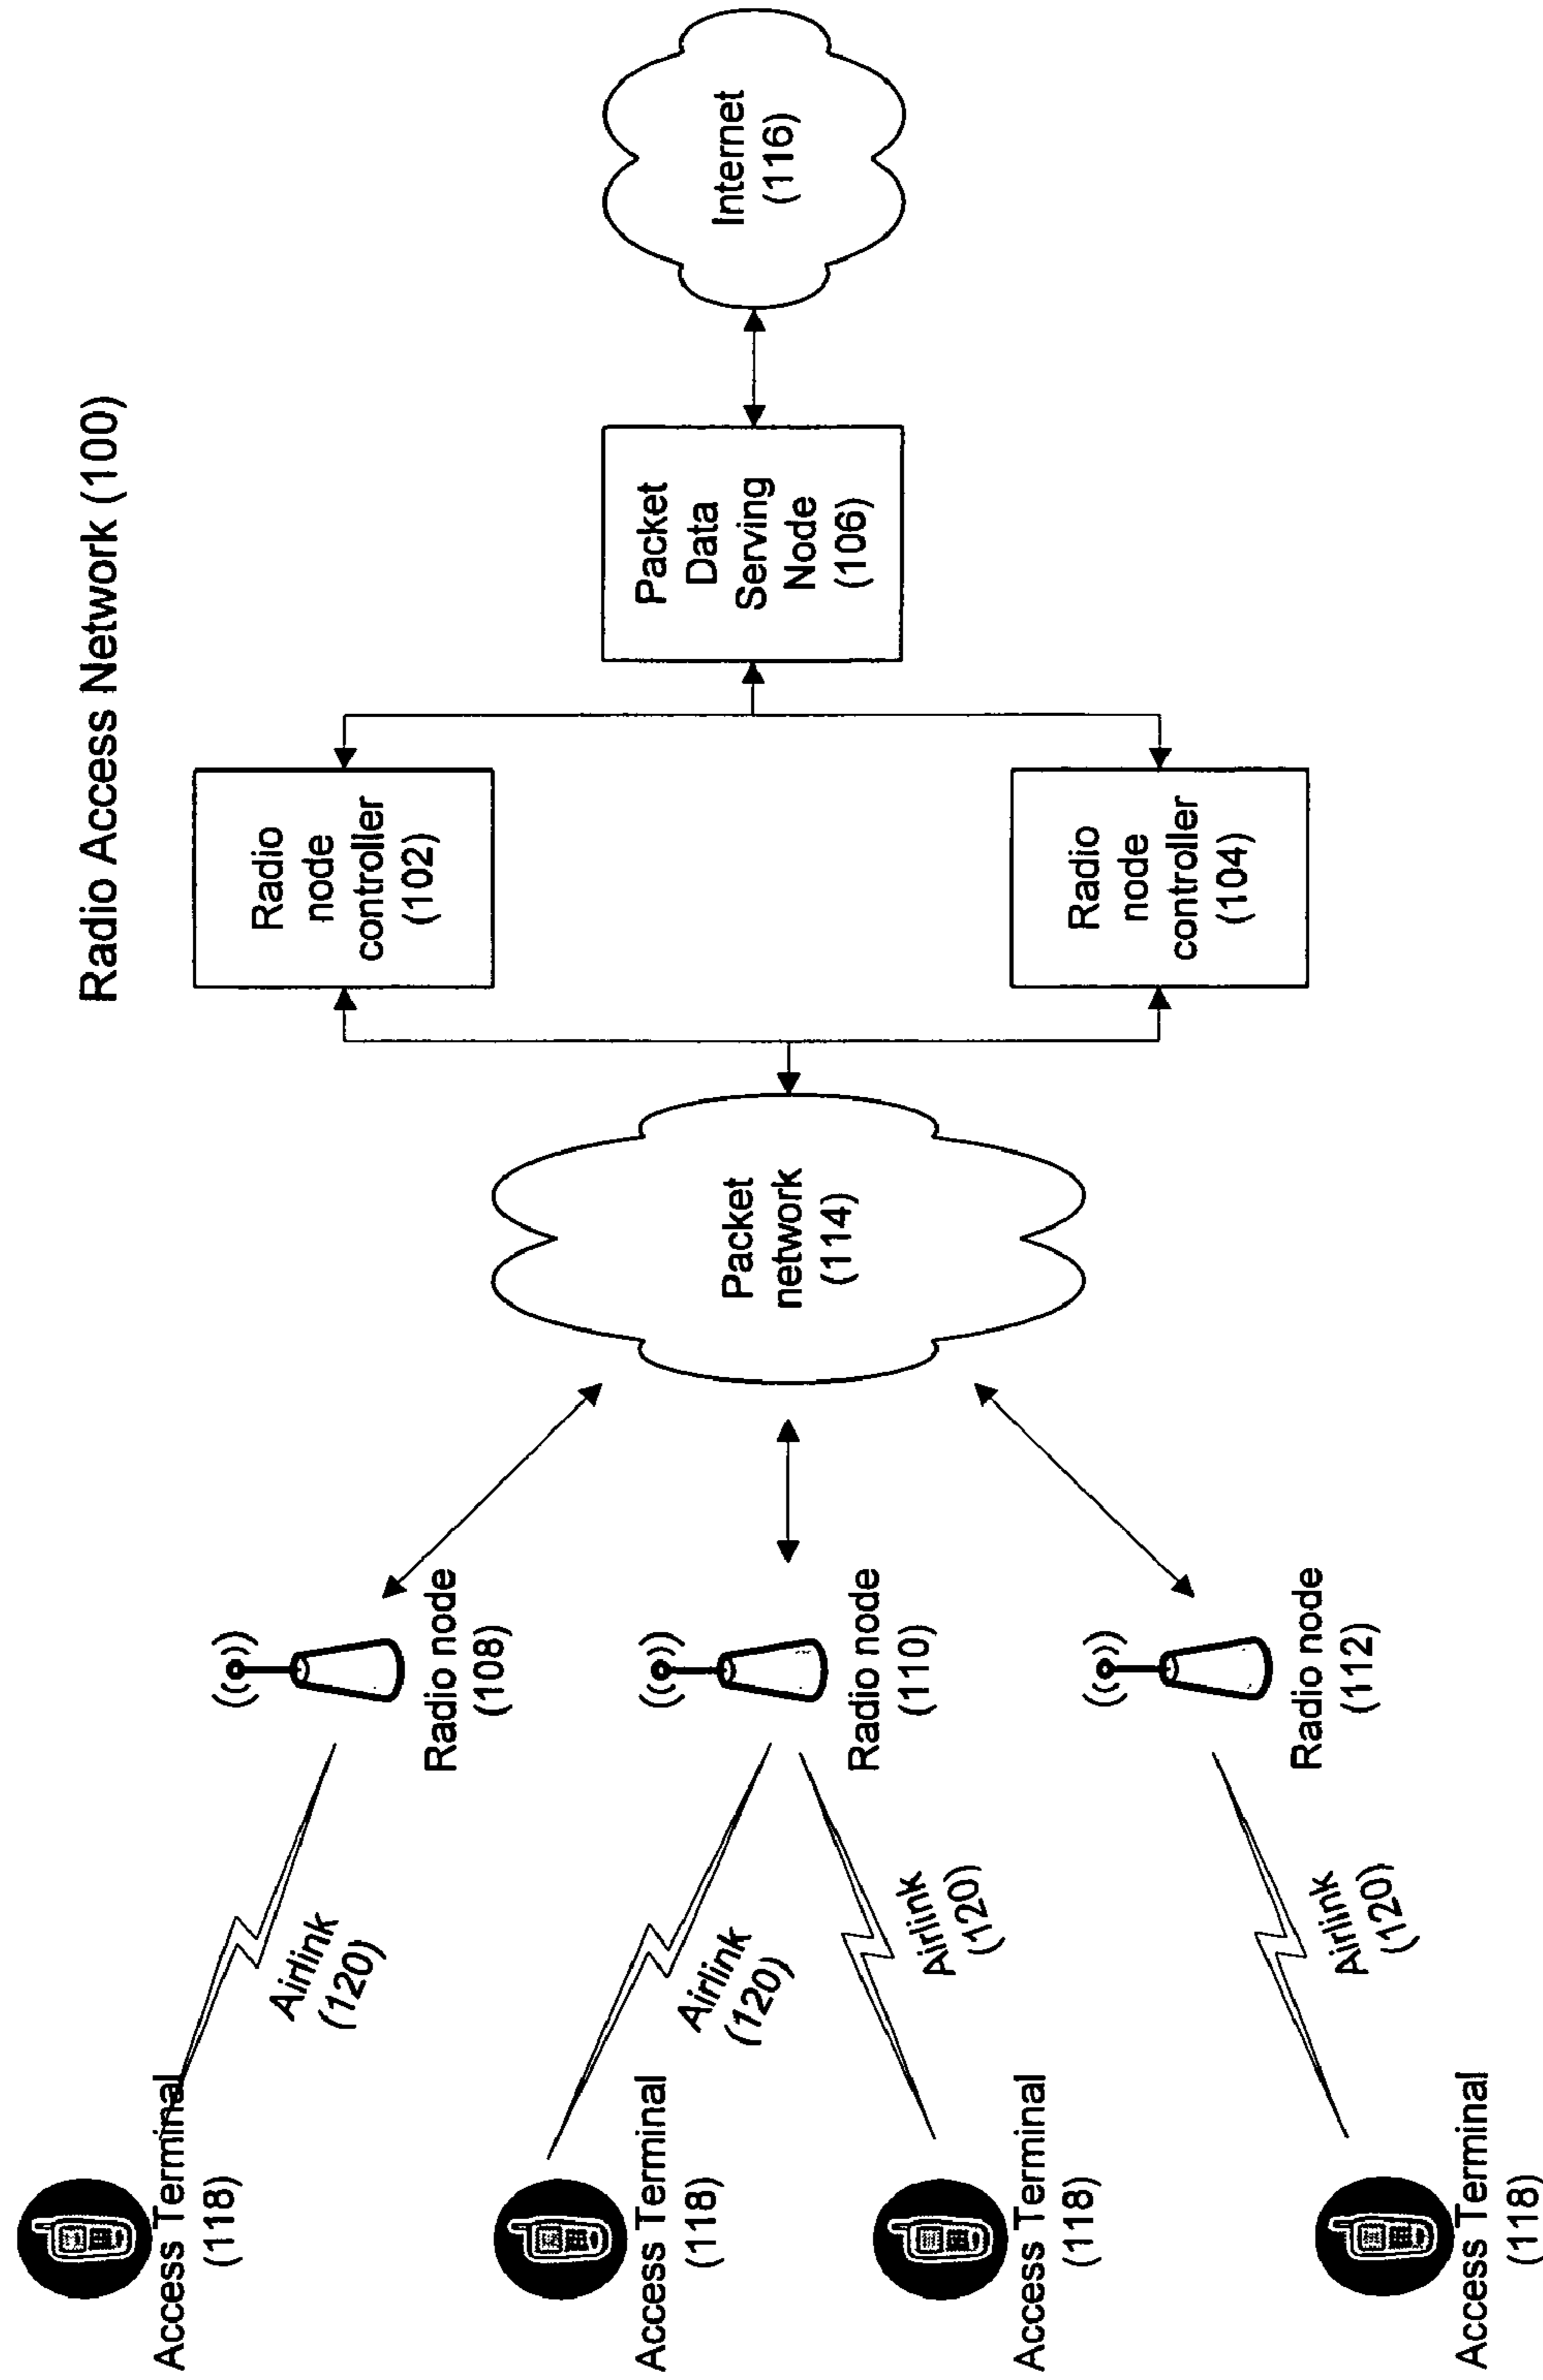 Radio Access Network (100)
Access Terminal
(118)
Airlink
(120)
Radio node
(108)
Radio
node
controller
(102)
Access Terminal
(118)
Airlink
(120)
Radio node
(110)
Packet
network
(114)
Packet
Data
Serving
Node
(106)
Internet
(116)
Access Terminal
(118)
Airlink
(120)
Radio node
(112)
Radio
node
controller
(104)
Access Terminal
(118)
Airlink
(120)